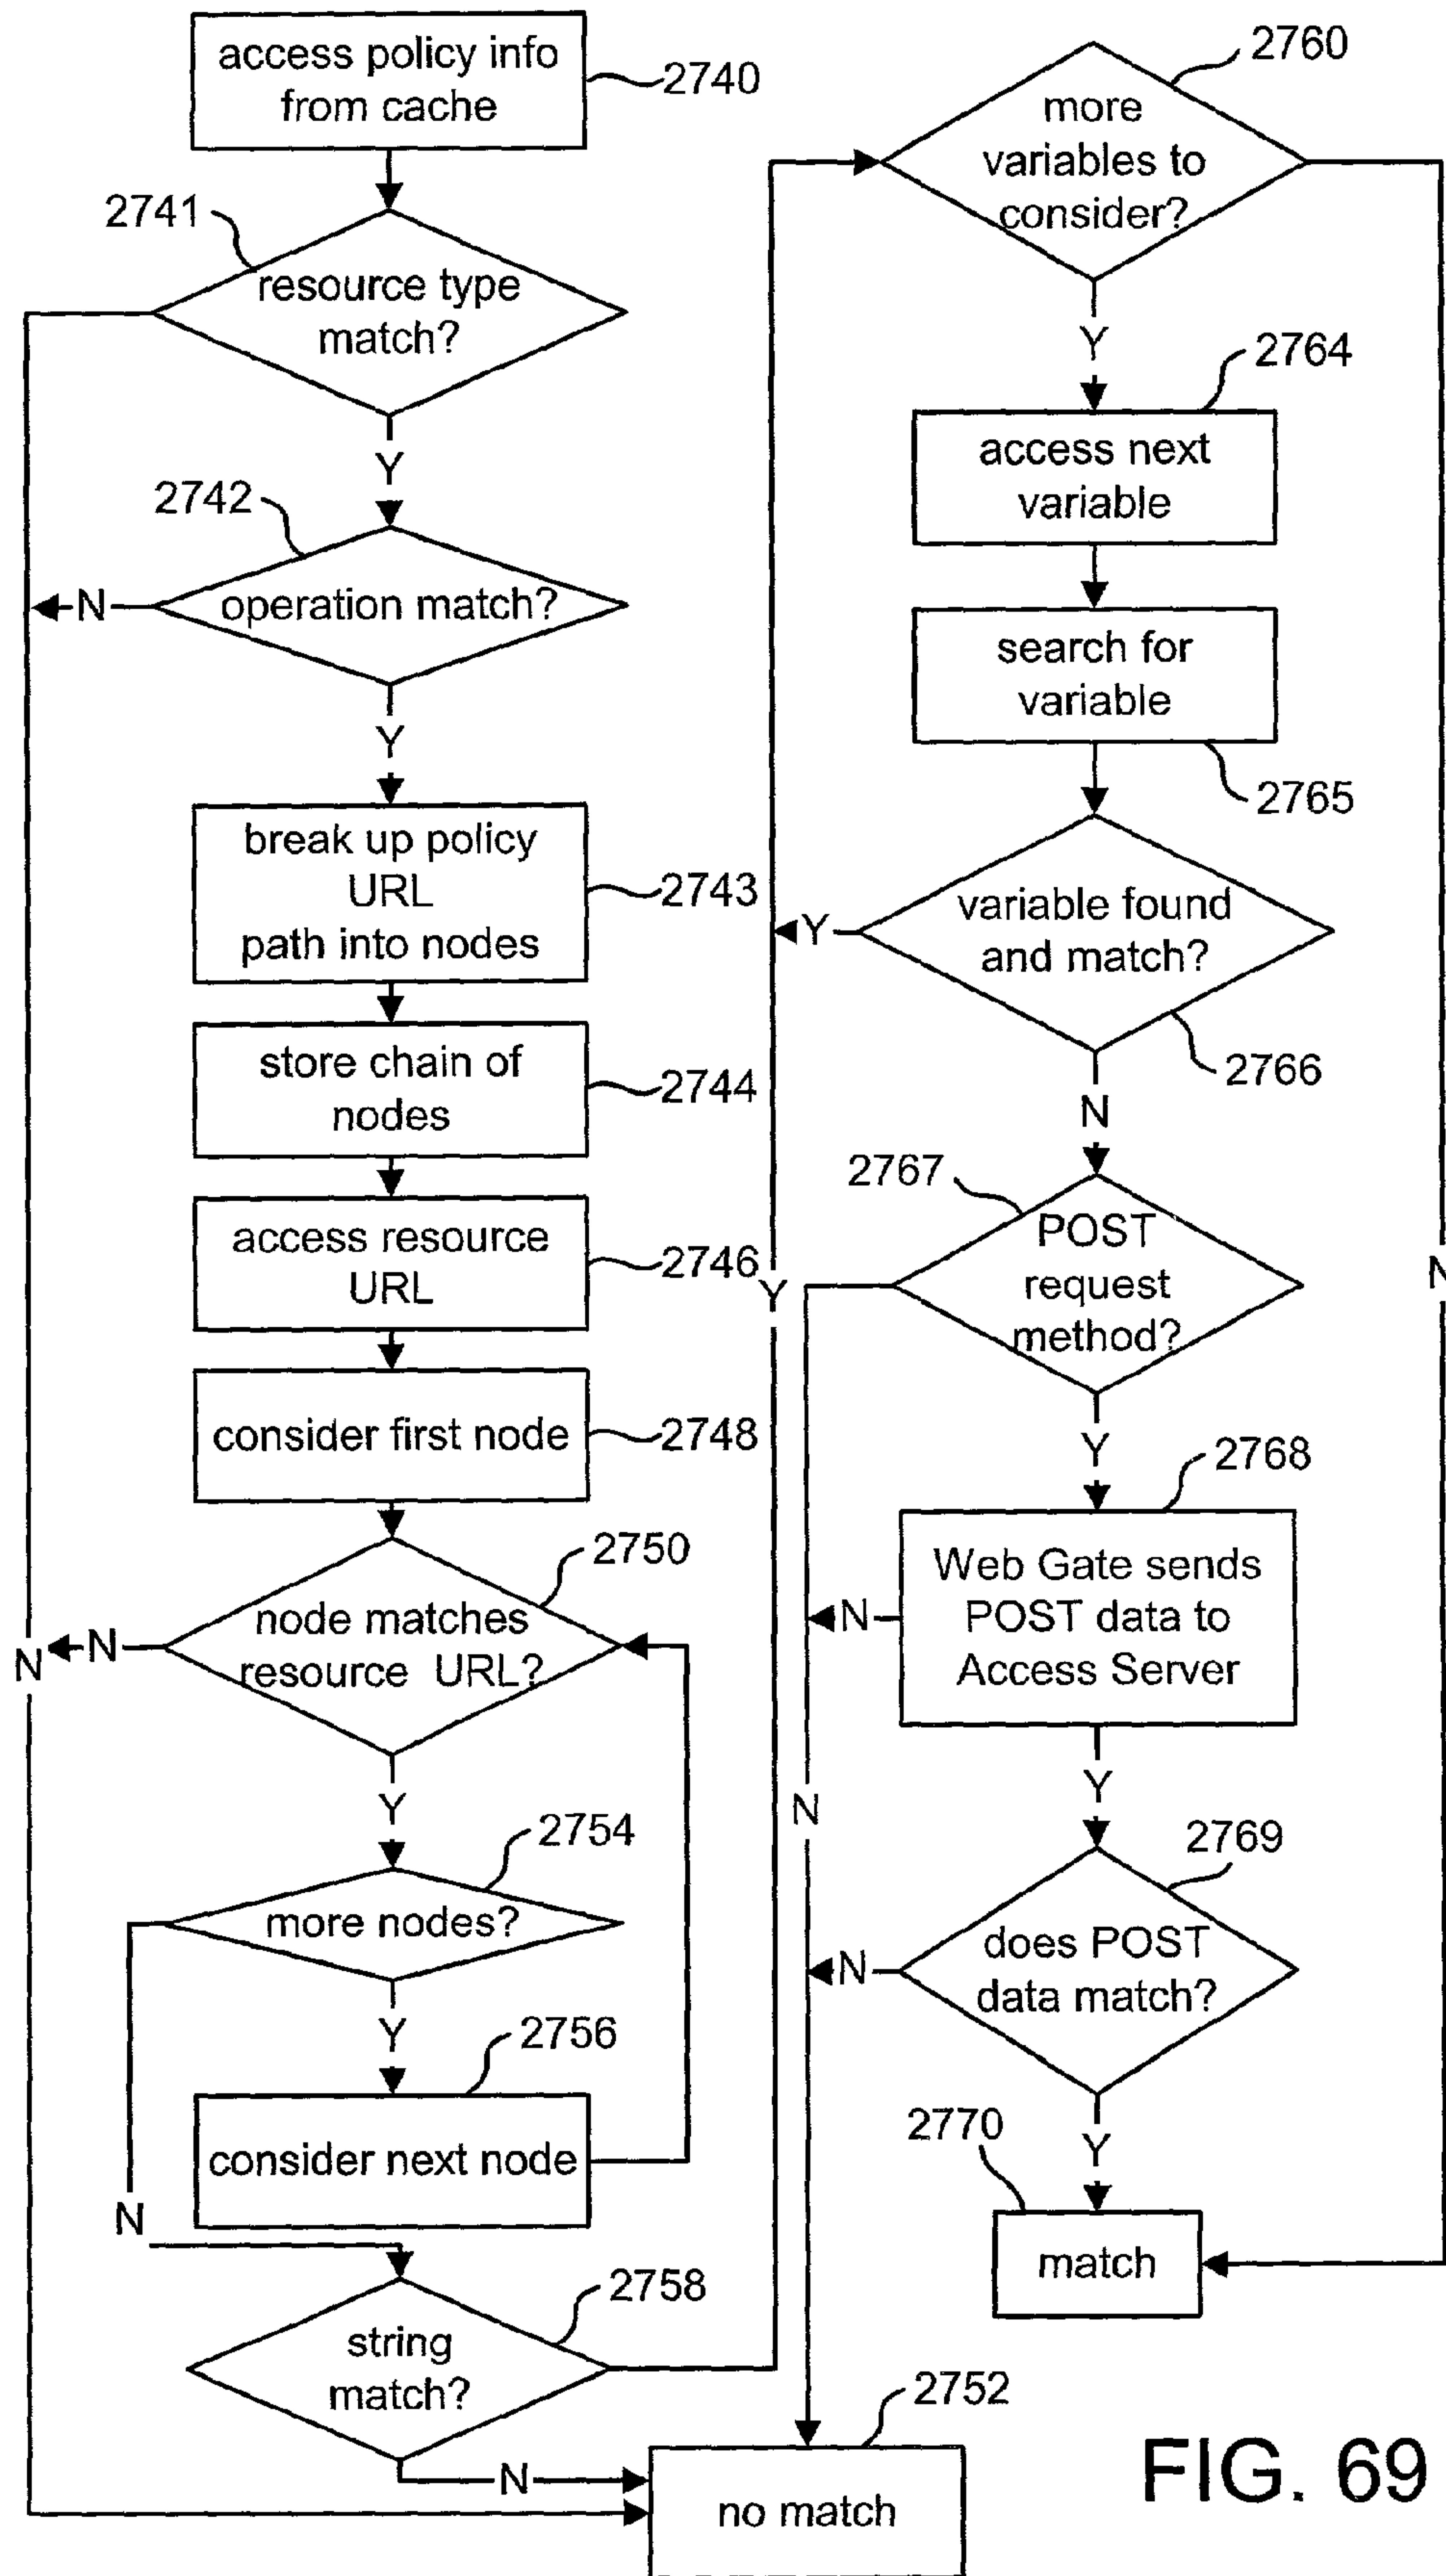 access policy info
from cache
2740
2741
resource type
match?
Y
2742
N
operation match?
Y
break up policy
URL
path into nodes
2743
store chain of
nodes
2744
access resource
URL
2746
consider first node
2748
2750
N
N
node matches
resource URL?
Y
2754
more nodes?
Y
2756
consider next node
N
2758
string
match?
N
Y
2760
more
variables to
consider?
Y
N
2764
access next
variable
search for
variable
2765
Y
variable found
and match?
2766
N
2767
POST
request
method?
Y
2768
N
Web Gate sends
POST data to
Access Server
Y
N
2769
N
does POST
data match?
Y
2770
match
2752
no match
FIG. 69